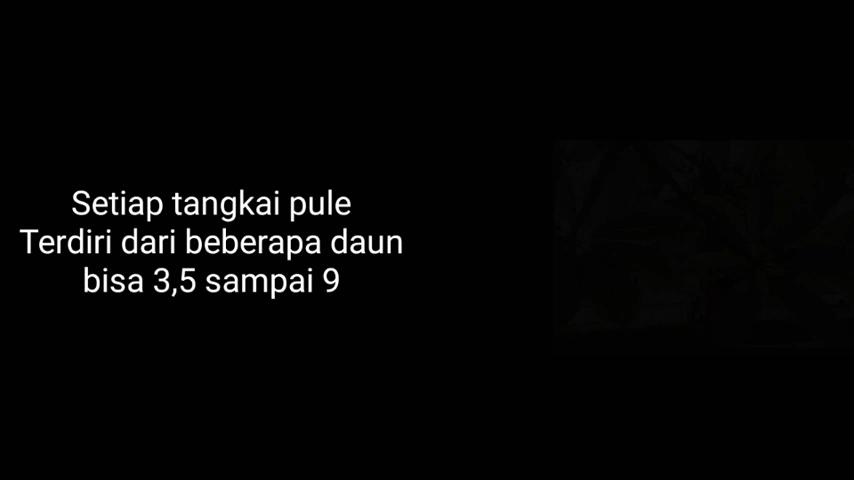 Setiap tangkai pule
Terdiri dari beberapa daun
bisa 3,5 sampai 9